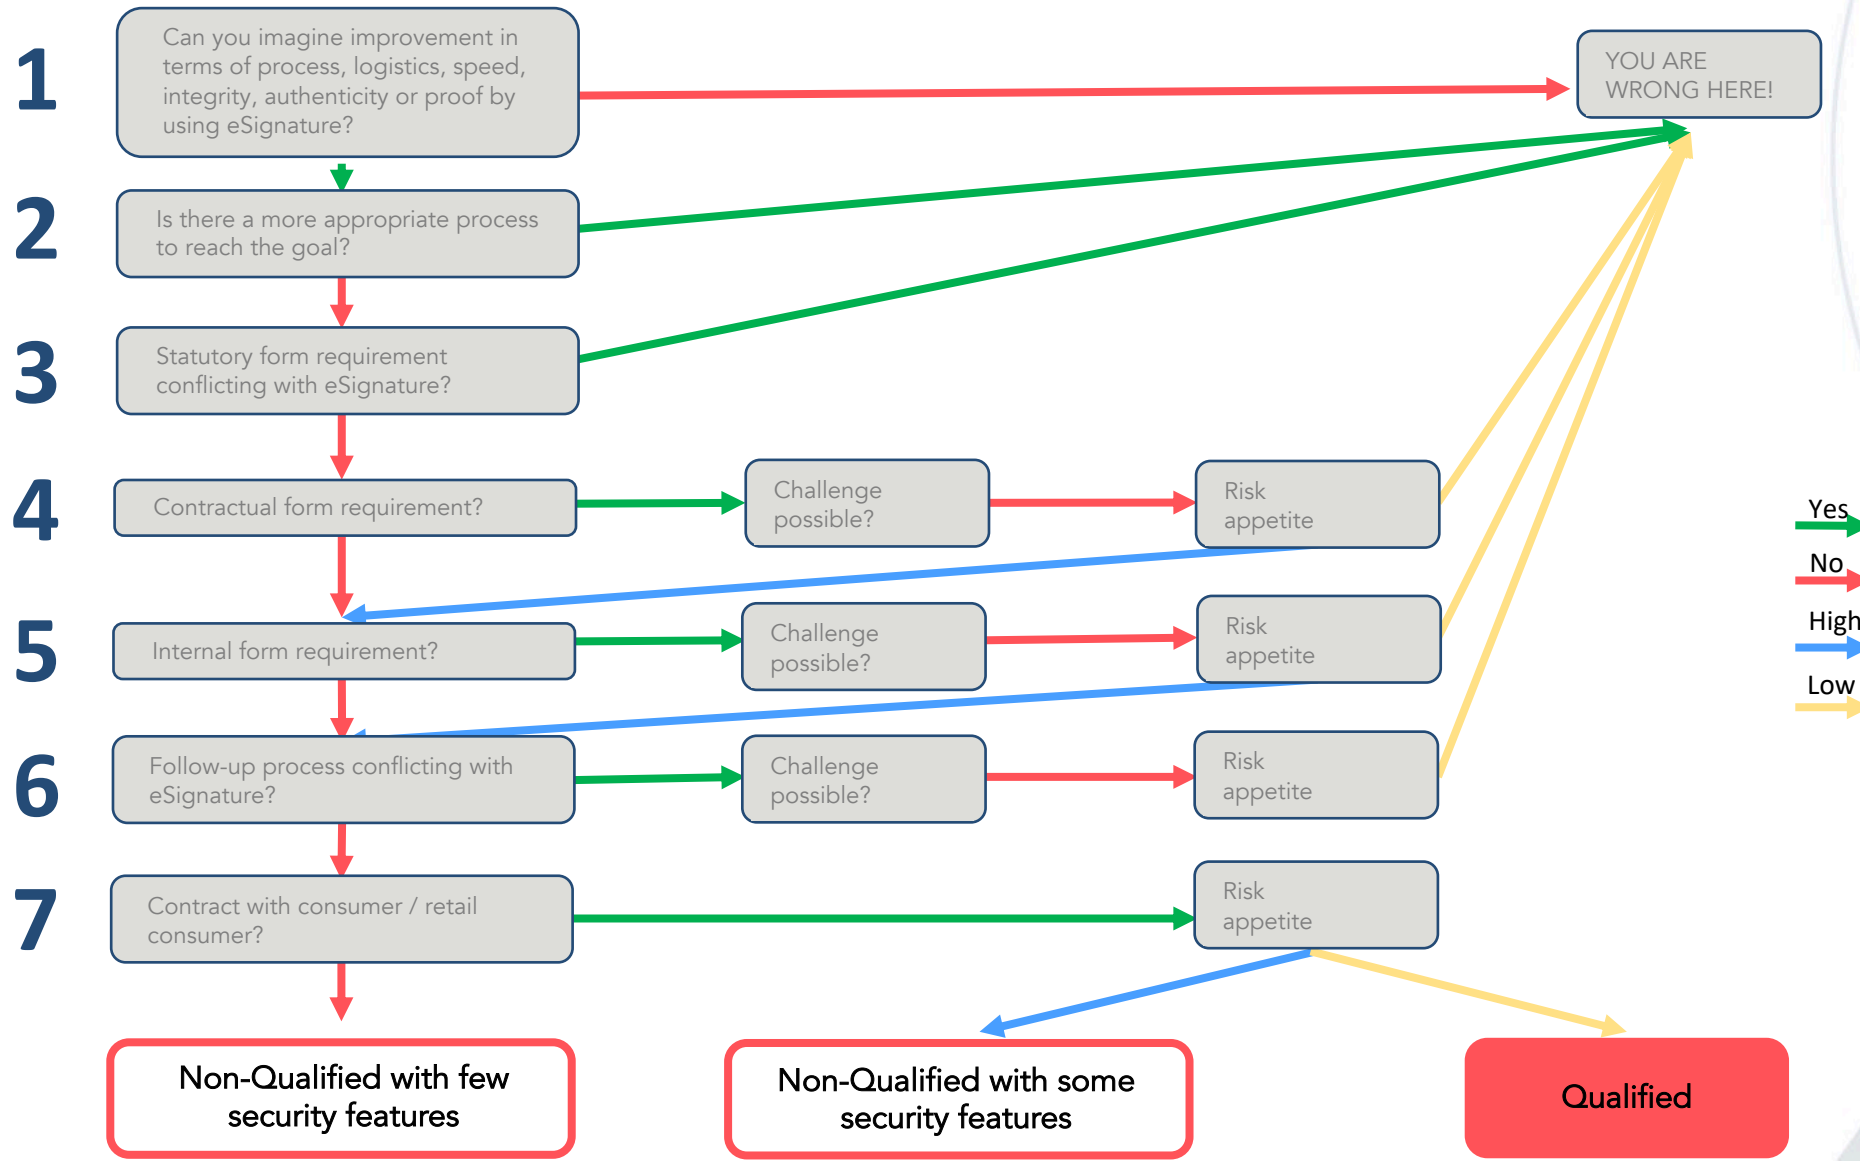 1
Can you imagine improvement in
terms of process, logistics, speed,
integrity, authenticity or proof by
using eSignature?
YOU ARE
WRONG HERE!
2
Is there a more appropriate process
to reach the goal?
3
Statutory form requirement
conflicting with eSignature?
4
Contractual form requirement?
Challenge
possible?
Risk
appetite
Yes
No
High
Low
5
Internal form requirement?
Challenge
possible?
Risk
appetite
6
Follow-up process conflicting with
eSignature?
Challenge
possible?
Risk
appetite
7
Contract with consumer / retail
consumer?
Risk
appetite
Non-Qualified with few
security features
Non-Qualified with some
security features
Qualified